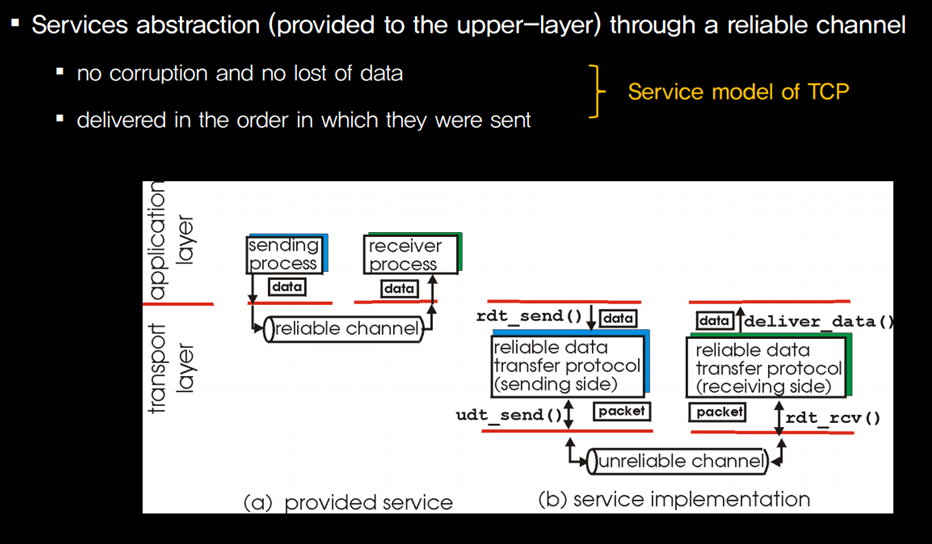 ▪ Services abstraction (provided to the upper-layer) through a reliable channel
▪ no corruption and no lost of data
▪ delivered in the order in which they were sent
Service model of TCP
application
layer
transport
layer
sending
process
data
receiver
process
data
reliable channel
(a) provided service
rdt_send()
data
reliable data
transfer protocol
(sending side)
udt_send()
packet
data
deliver_data()
reliable data
transfer protocol
(receiving side)
packet
rdt_rcv()
unreliable channel
(b) service implementation